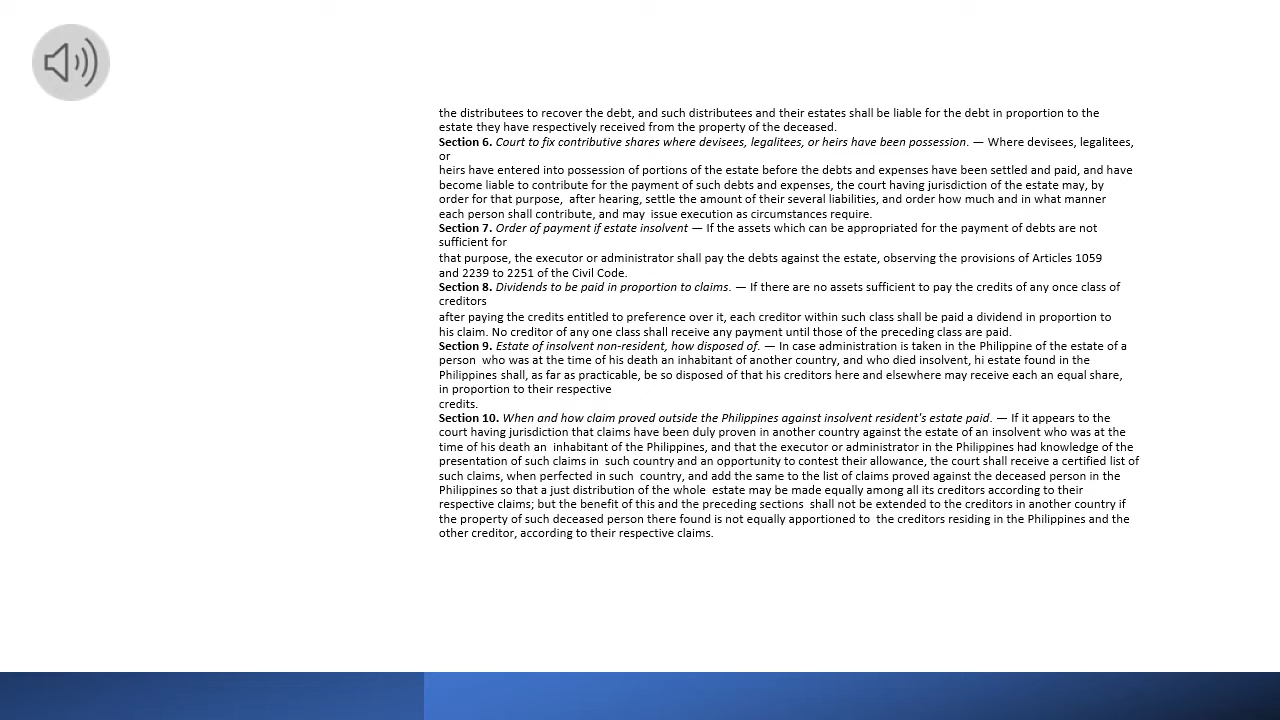 the distributees to recover the debt, and such distributees and their estates shall be liable for the debt in proportion to the
estate they have respectively received from the property of the deceased.
Section 6. Court to fix contributive shares where devisees, legalitees, or heirs have been possession. — Where devisees, legalitees,
or
heirs have entered into possession of portions of the estate before the debts and expenses have been settled and paid, and have
become liable to contribute for the payment of such debts and expenses, the court having jurisdiction of the estate may, by
order for that purpose,  after hearing, settle the amount of their several liabilities, and order how much and in what manner
each person shall contribute, and may  issue execution as circumstances require.
Section 7. Order of payment if estate insolvent — If the assets which can be appropriated for the payment of debts are not
sufficient for
that purpose, the executor or administrator shall pay the debts against the estate, observing the provisions of Articles 1059
and 2239 to 2251 of the Civil Code.
Section 8. Dividends to be paid in proportion to claims. — If there are no assets sufficient to pay the credits of any once class of
creditors
after paying the credits entitled to preference over it, each creditor within such class shall be paid a dividend in proportion to
his claim. No creditor of any one class shall receive any payment until those of the preceding class are paid.
Section 9. Estate of insolvent non-resident, how disposed of. — In case administration is taken in the Philippine of the estate of a
person  who was at the time of his death an inhabitant of another country, and who died insolvent, hi estate found in the
Philippines shall, as far as practicable, be so disposed of that his creditors here and elsewhere may receive each an equal share,
in proportion to their respective
credits.
Section 10. When and how claim proved outside the Philippines against insolvent resident's estate paid. — If it appears to the
court having jurisdiction that claims have been duly proven in another country against the estate of an insolvent who was at the
time of his death an  inhabitant of the Philippines, and that the executor or administrator in the Philippines had knowledge of the
presentation of such claims in  such country and an opportunity to contest their allowance, the court shall receive a certified list of
such claims, when perfected in such  country, and add the same to the list of claims proved against the deceased person in the
Philippines so that a just distribution of the whole  estate may be made equally among all its creditors according to their
respective claims; but the benefit of this and the preceding sections  shall not be extended to the creditors in another country if
the property of such deceased person there found is not equally apportioned to  the creditors residing in the Philippines and the
other creditor, according to their respective claims.